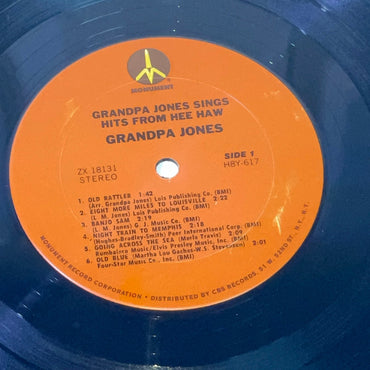 MONUMENT
GRANDPA JONES SINGS
HITS FROM HEE HAW
GRANDPA JONES
ZX 18131
STEREO
SIDE 1
HBY-617
1. OLD RATTLER 1:42
(Arr. Grandpa Jones) Lois Publishing Co. (BMI)
2. EIGHT MORE MILES TO LOUISVILLE 2:22
(L. M. Jones) Lois Publishing Co. (BMI)
3. BANJO SAM 2:19
(L. M. Jones) G J Music Co. (BMI)
4. NIGHT TRAIN TO MEMPHIS 2:18
(Hughes-Bradley-Smith) Peer International Corp. (BMI)
5. GOING ACROSS THE SEA (Merle Travis) 2:09
Rumbero Music/Elvis Presley Music, Inc. (BMI)
6. OLD BLUE (Martha Lou Gaches-W. S. Stevenson) 2:01
Four-Star Music Co., Inc. (BMI)
MONUMENT RECORD CORPORATION • DISTRIBUTED BY CBS RECORDS, 51 W. 52ND ST., N.Y., N.Y.